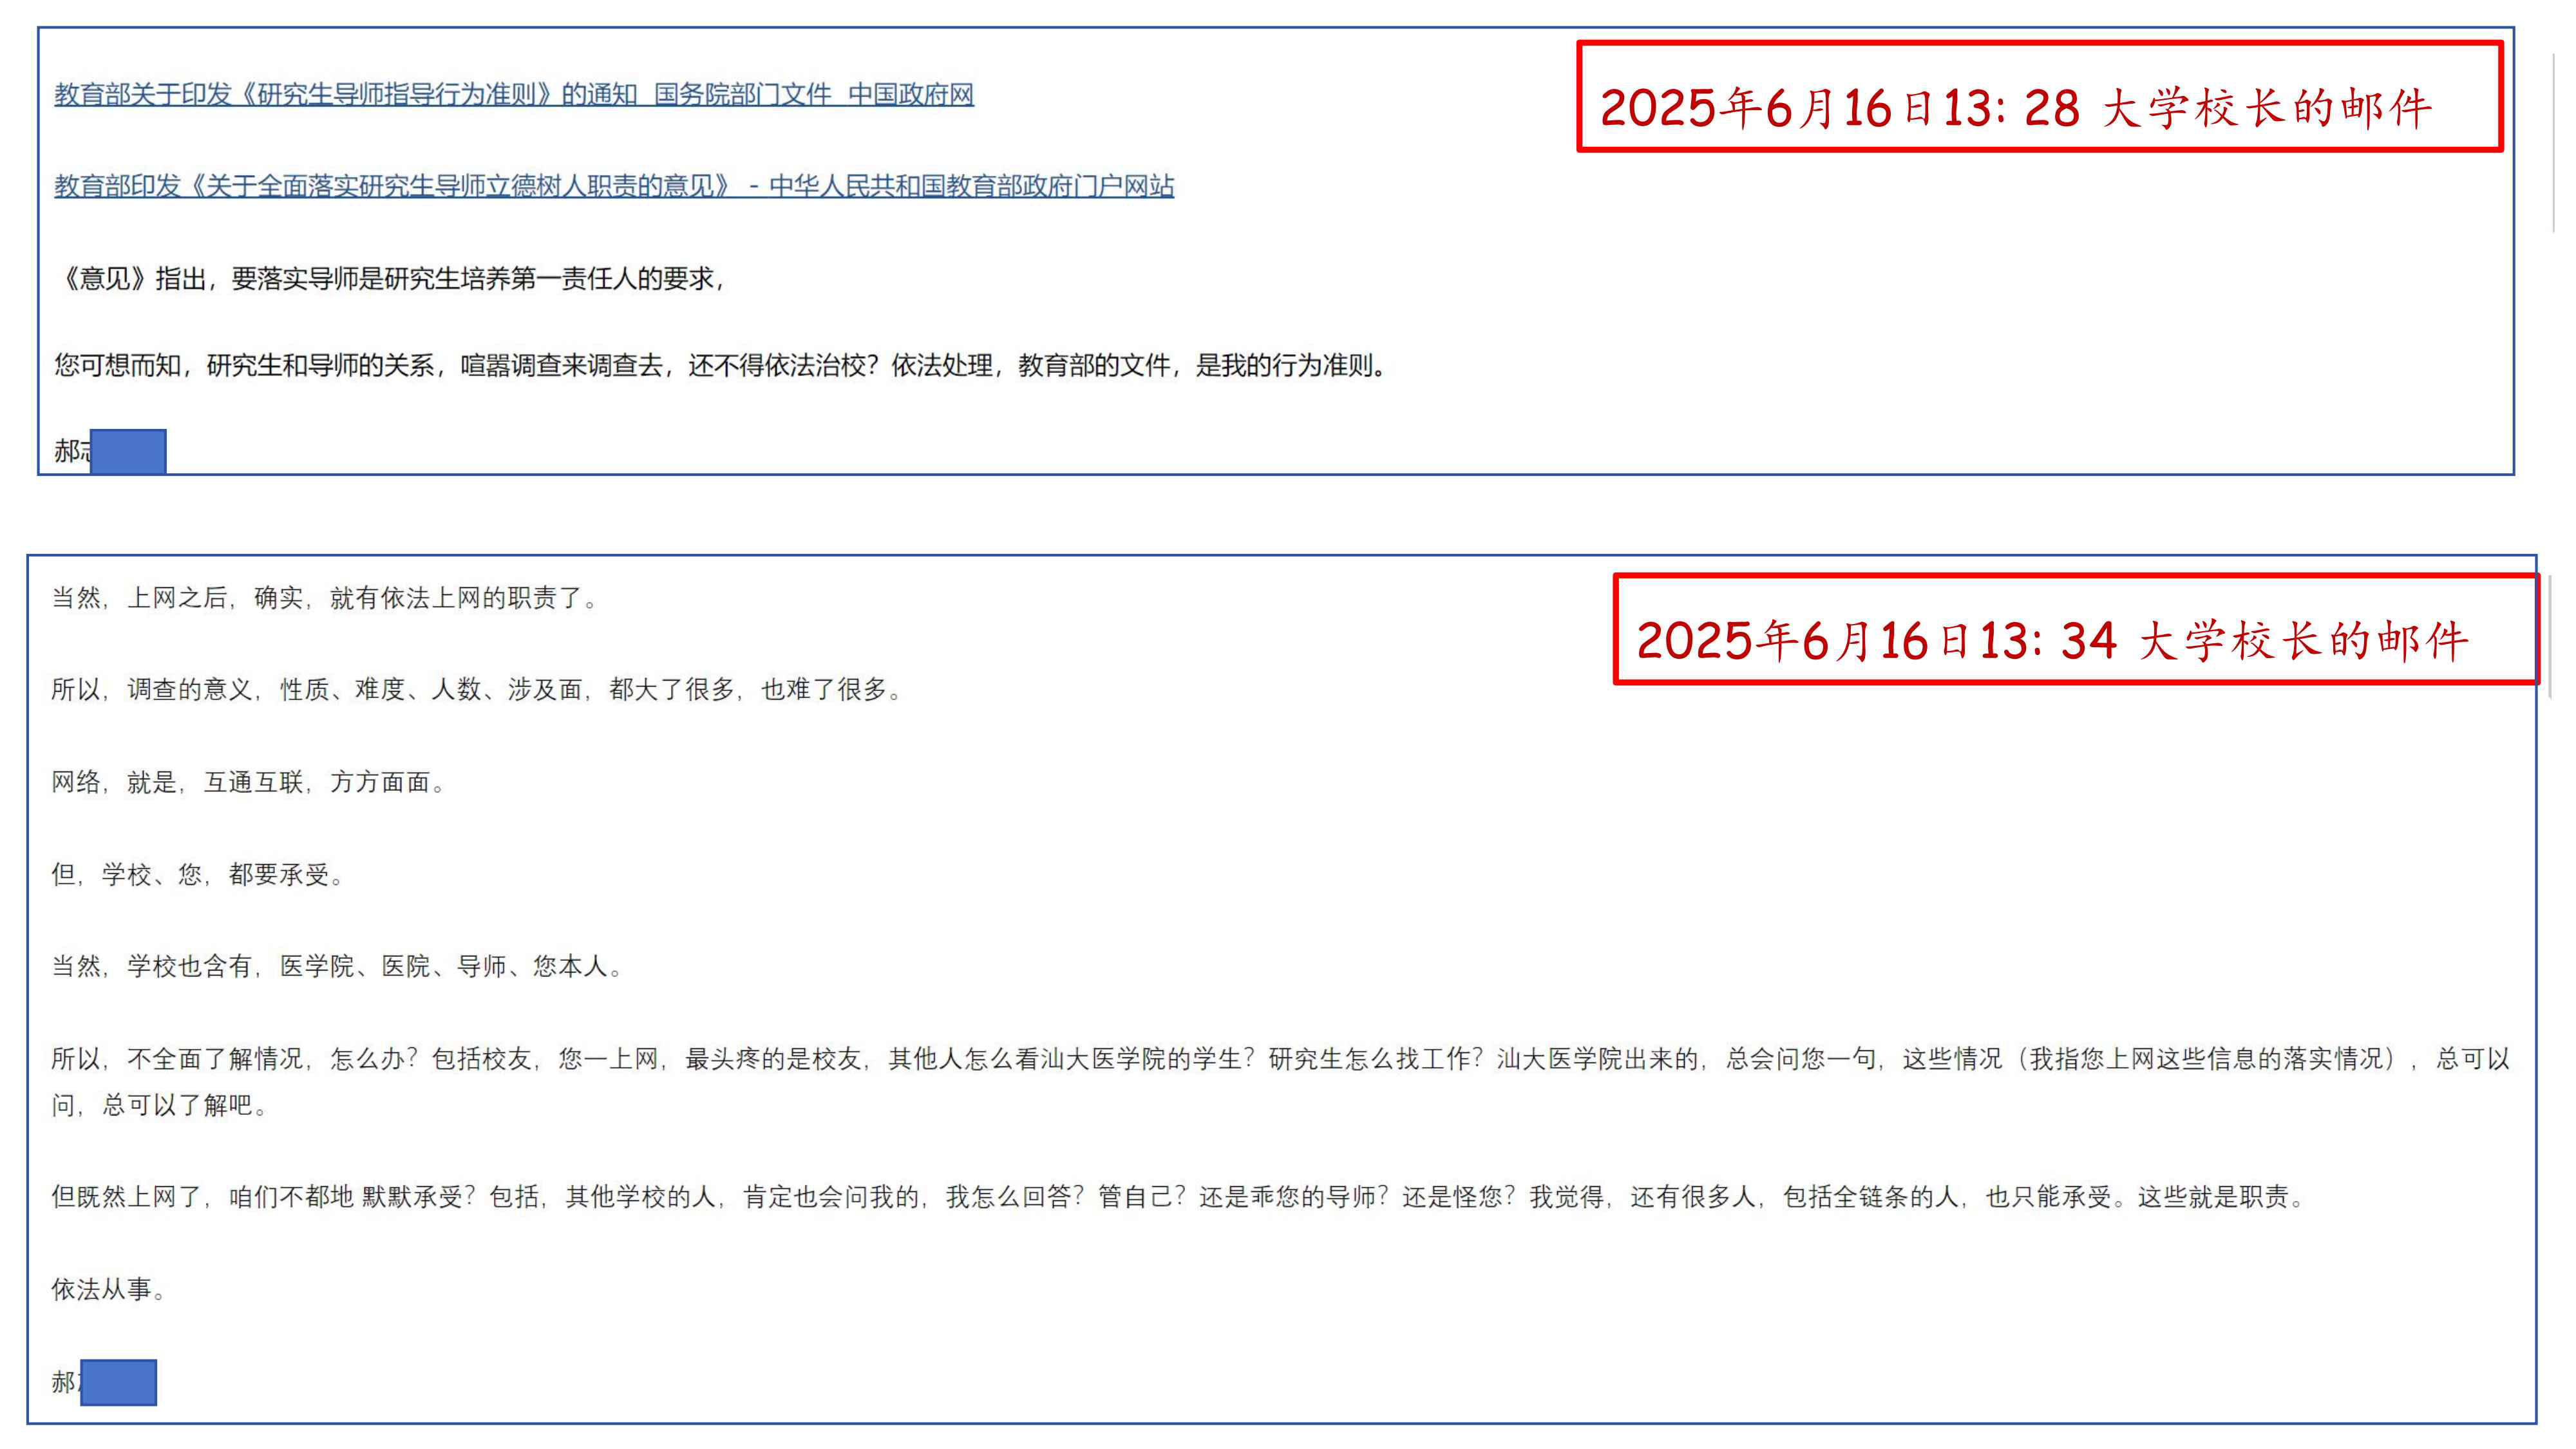 教育部关于印发《研究生导师指导行为准则》的通知_国务院部门文件_中国政府网
2025年6月16日13: 28 大学校长的邮件
教育部印发《关于全面落实研究生导师立德树人职责的意见》 - 中华人民共和国教育部政府门户网站
《意见》指出，要落实导师是研究生培养第一责任人的要求，
您可想而知，研究生和导师的关系，喧嚣调查来调查去，还不得依法治校？依法处理，教育部的文件，是我的行为准则。
郝
当然，上网之后，确实，就有依法上网的职责了。
2025年6月16日13: 34 大学校长的邮件
所以，调查的意义，性质、难度、人数、涉及面，都大了很多，也难了很多。
网络，就是，互通互联，方方面面。
但，学校、您，都要承受。
当然，学校也含有，医学院、医院、导师、您本人。
所以，不全面了解情况，怎么办？包括校友，您一上网，最头疼的是校友，其他人怎么看汕大医学院的学生？研究生怎么找工作？汕大医学院出来的，总会问您一句，这些情况（我指您上网这些信息的落实情况），总可以
问，总可以了解吧。
但既然上网了，咱们不都地 默默承受？包括，其他学校的人，肯定也会问我的，我怎么回答？管自己？还是乖您的导师？还是怪您？我觉得，还有很多人，包括全链条的人，也只能承受。这些就是职责。
依法从事。
郝